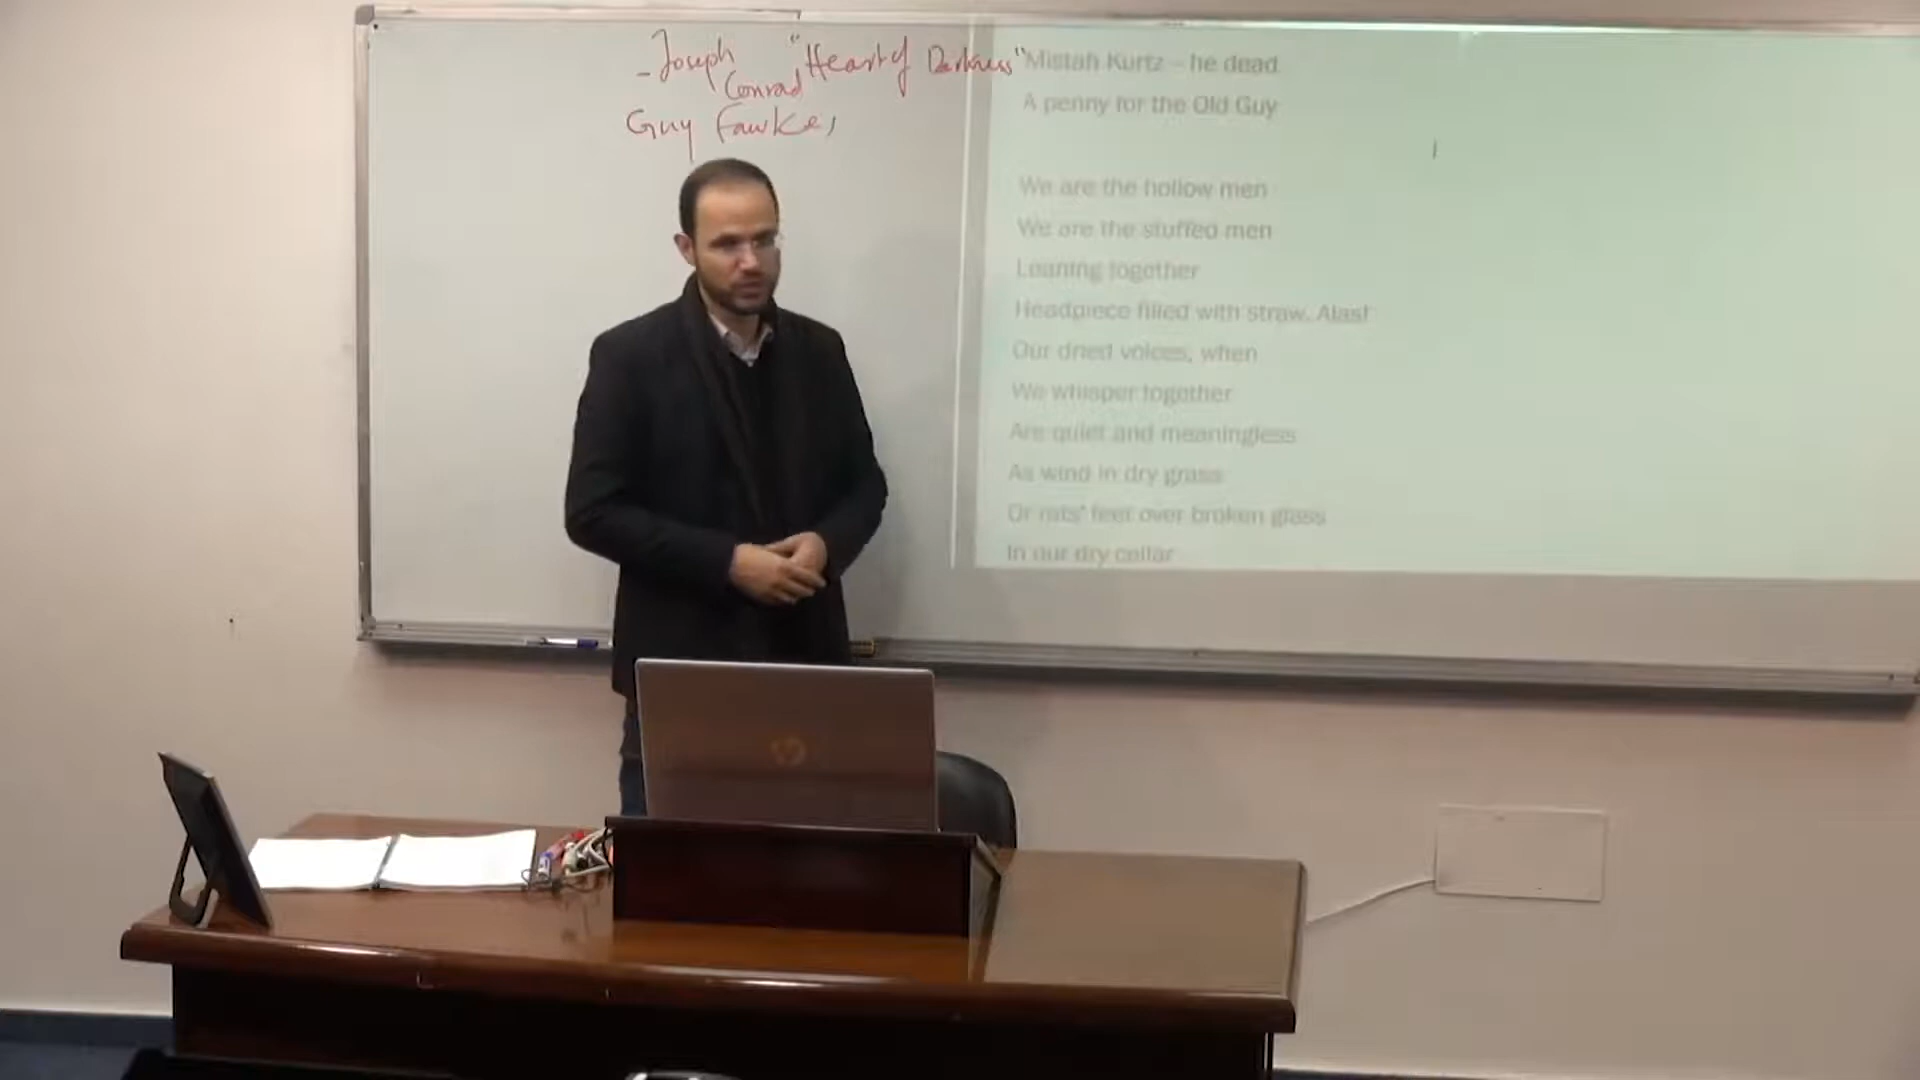 - Joseph Conrad "Heart of Darkness"
Guy Fawkes
Mistah Kurtz – he dead
A penny for the Old Guy
I
We are the hollow men
We are the stuffed men
Leaning together
Headpiece filled with straw. Alas!
Our dried voices, when
We whisper together
Are quiet and meaningless
As wind in dry grass
Or rats' feet over broken glass
In our dry cellar
hp